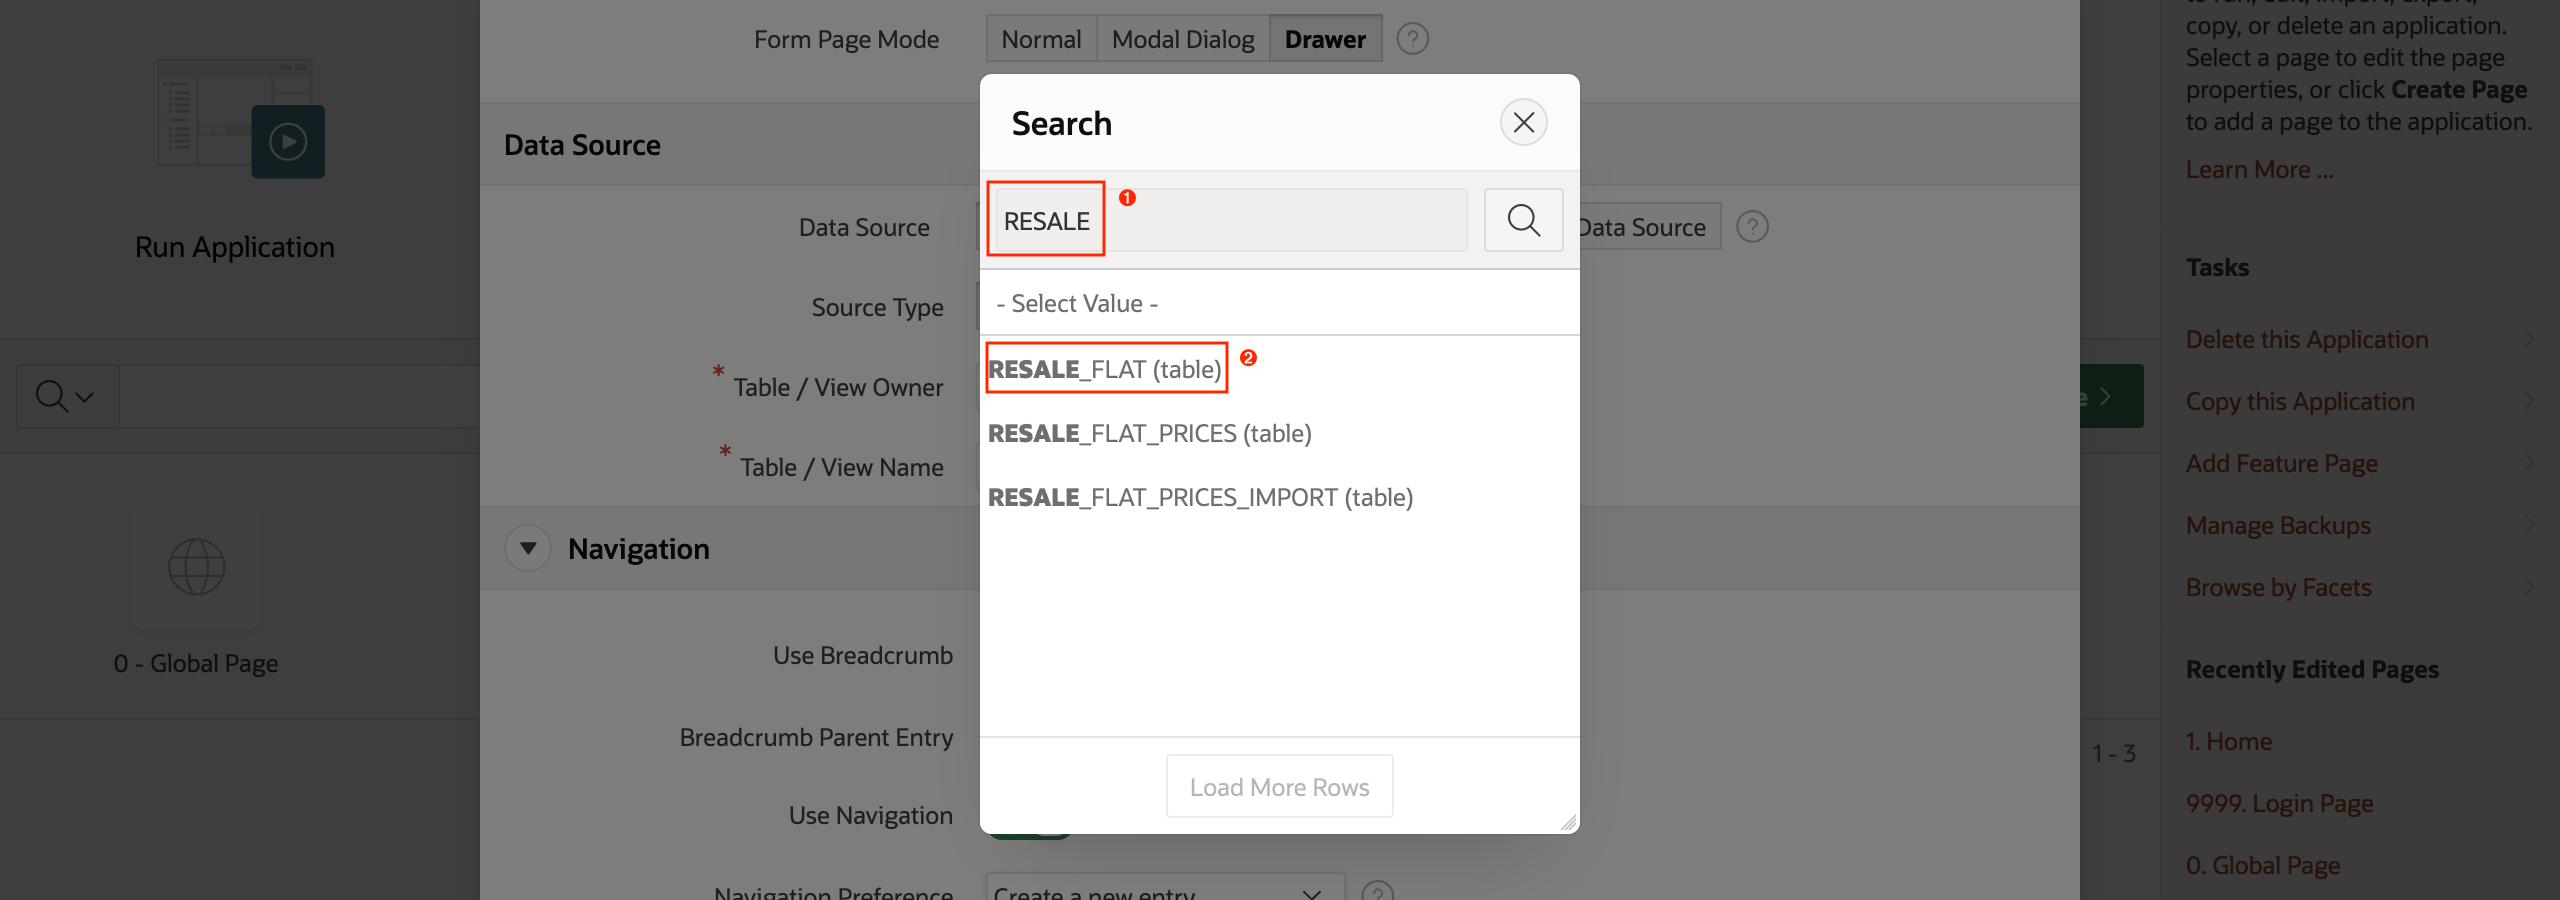 Form Page Mode
Normal
Modal Dialog
Drawer
?
copy, or delete an application.
Select a page to edit the page
properties, or click Create Page
to add a page to the application.
Learn More ...
Run Application
Data Source
Data Source
Data Source
?
Source Type
* Table / View Owner
* Table / View Name
Search
RESALE
1
- Select Value -
RESALE_FLAT (table)
2
RESALE_FLAT_PRICES (table)
RESALE_FLAT_PRICES_IMPORT (table)
Load More Rows
Navigation
Use Breadcrumb
Breadcrumb Parent Entry
Use Navigation
Navigation Preference
Create a new entry
?
0 - Global Page
1 - 3
Tasks
Delete this Application
Copy this Application
Add Feature Page
Manage Backups
Browse by Facets
Recently Edited Pages
1. Home
9999. Login Page
0. Global Page